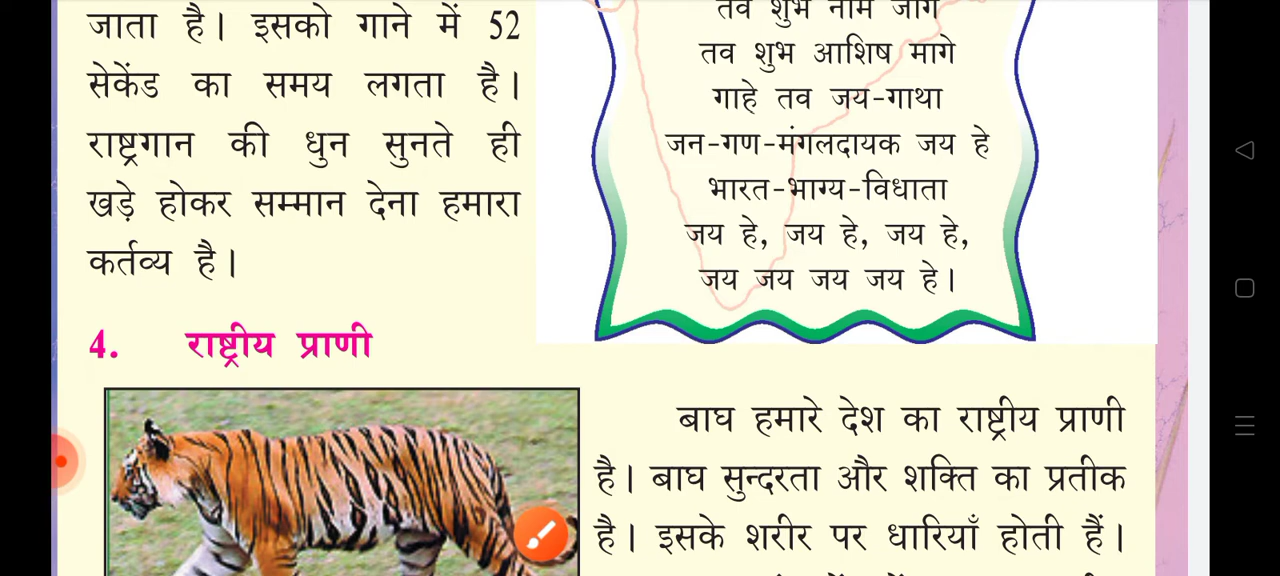 जाता है। इसको गाने में 52
सेकेंड का समय लगता है।
राष्ट्रगान की धुन सुनते ही
खड़े होकर सम्मान देना हमारा
कर्तव्य है।
तव शुभ नाम जागे
तव शुभ आशिष मागे
गाहे तव जय-गाथा
जन-गण-मंगलदायक जय हे
भारत-भाग्य-विधाता
जय हे, जय हे, जय हे,
जय जय जय जय हे।
4. राष्ट्रीय प्राणी
बाघ हमारे देश का राष्ट्रीय प्राणी
है। बाघ सुन्दरता और शक्ति का प्रतीक
है। इसके शरीर पर धारियाँ होती हैं।